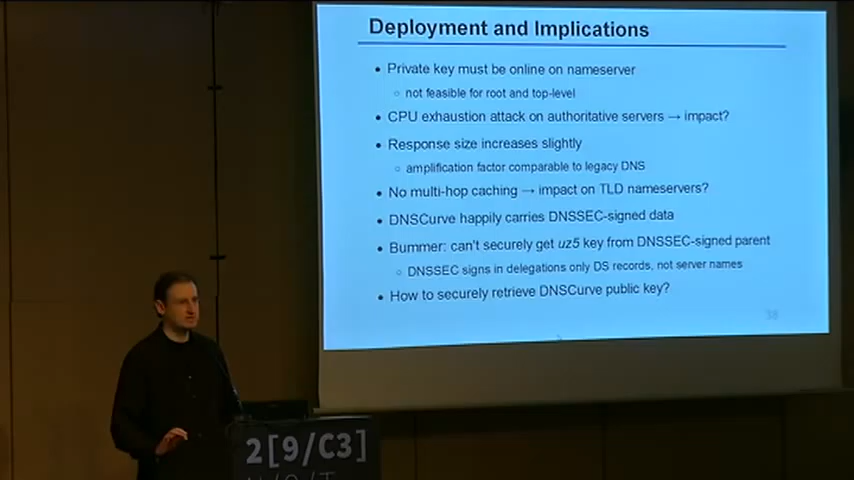 Deployment and Implications
• Private key must be online on nameserver
○ not feasible for root and top-level
• CPU exhaustion attack on authoritative servers → impact?
• Response size increases slightly
○ amplification factor comparable to legacy DNS
• No multi-hop caching → impact on TLD nameservers?
• DNSCurve happily carries DNSSEC-signed data
• Bummer: can't securely get uz5 key from DNSSEC-signed parent
○ DNSSEC signs in delegations only DS records, not server names
• How to securely retrieve DNSCurve public key?
38
2[9/C3]